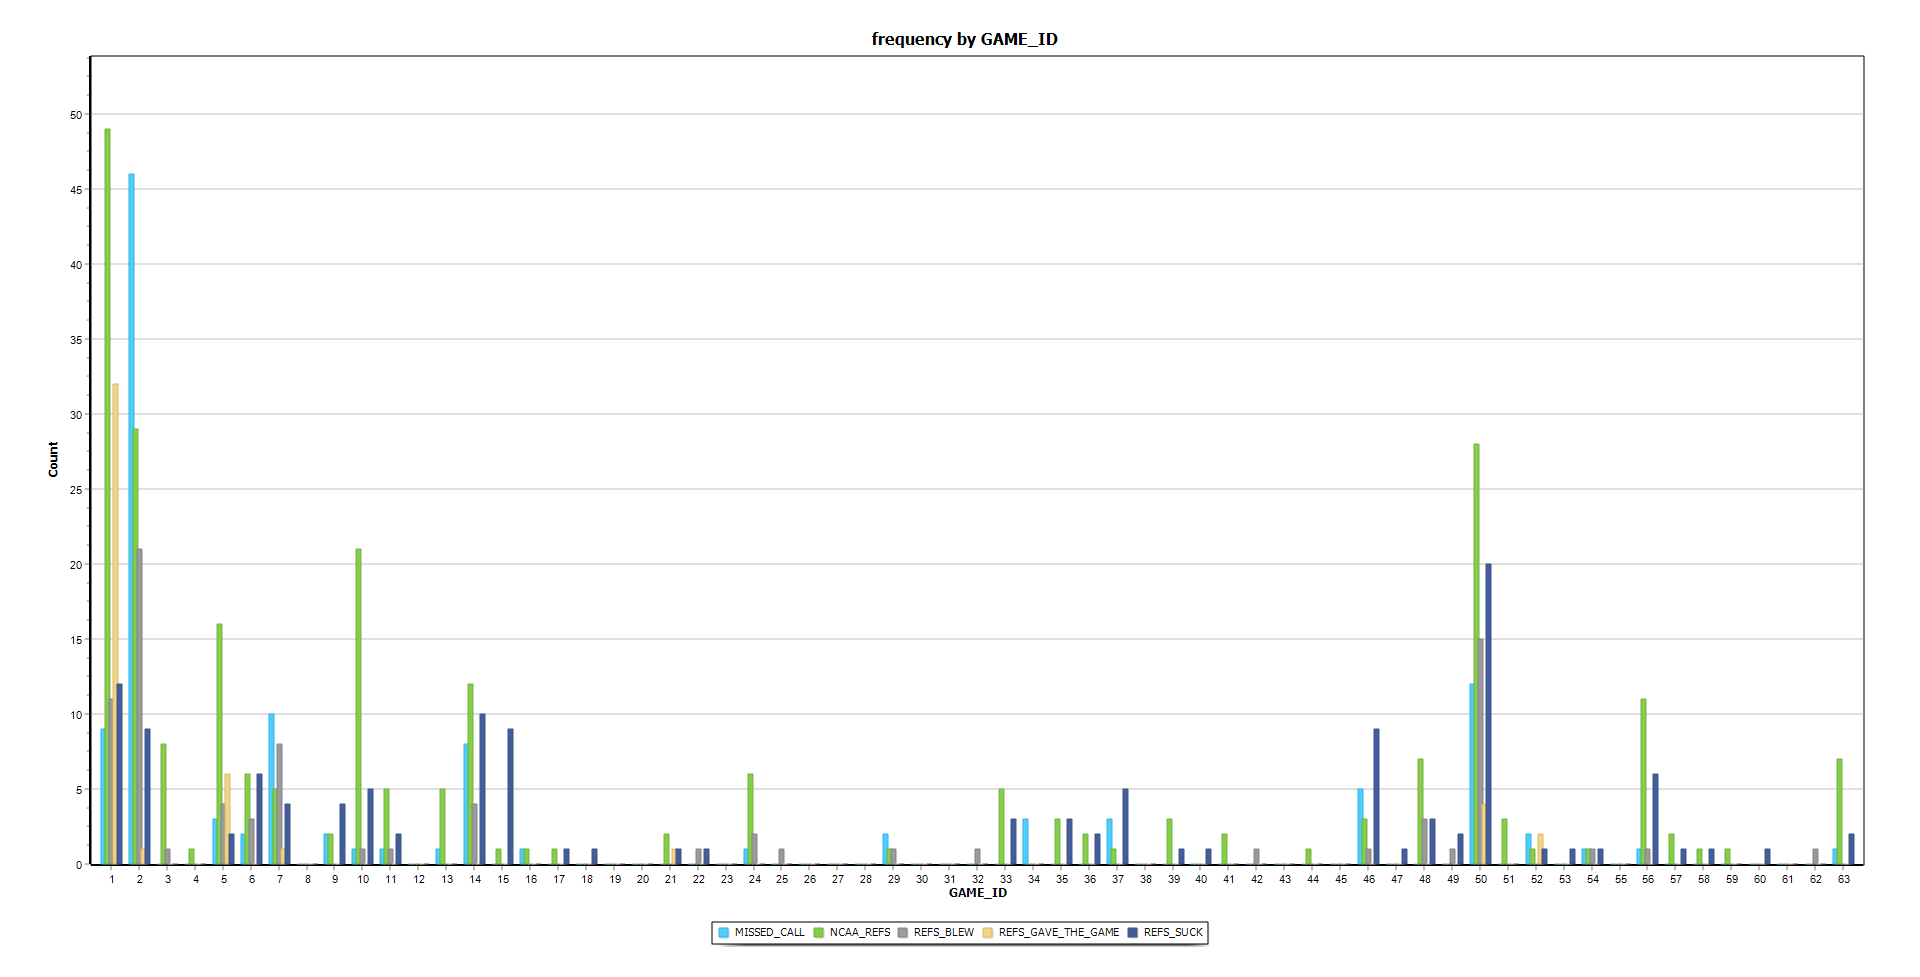 frequency by GAME_ID
50
45
40
35
30
25
20
15
10
5
0
Count
1 2 3 4 5 6 7 8 9 10 11 12 13 14 15 16 17 18 19 20 21 22 23 24 25 26 27 28 29 30 31 32 33 34 35 36 37 38 39 40 41 42 43 44 45 46 47 48 49 50 51 52 53 54 55 56 57 58 59 60 61 62 63
GAME_ID
MISSED_CALL NCAA_REFS REFS_BLEW REFS_GAVE_THE_GAME REFS_SUCK